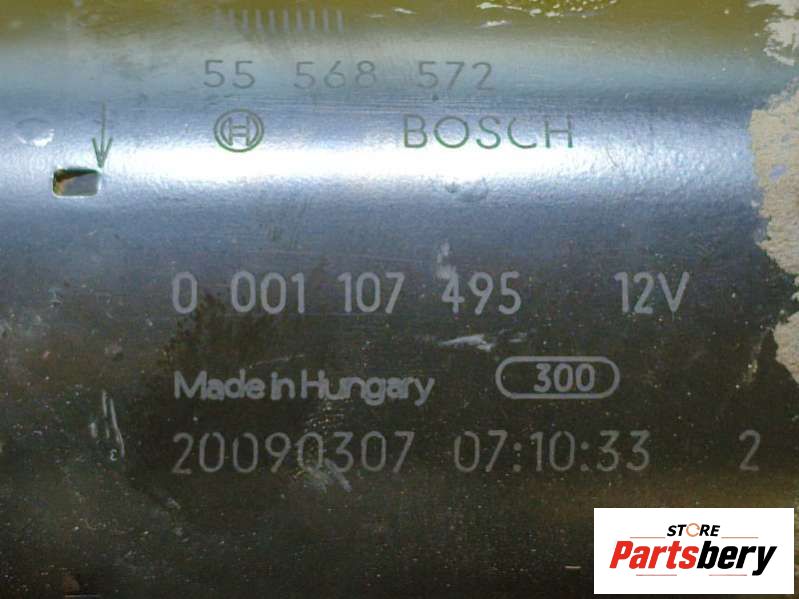 55 568 572
BOSCH
0 001 107 495 12V
Made in Hungary 300
20090307 07:10:33 2
STORE
Partsbery